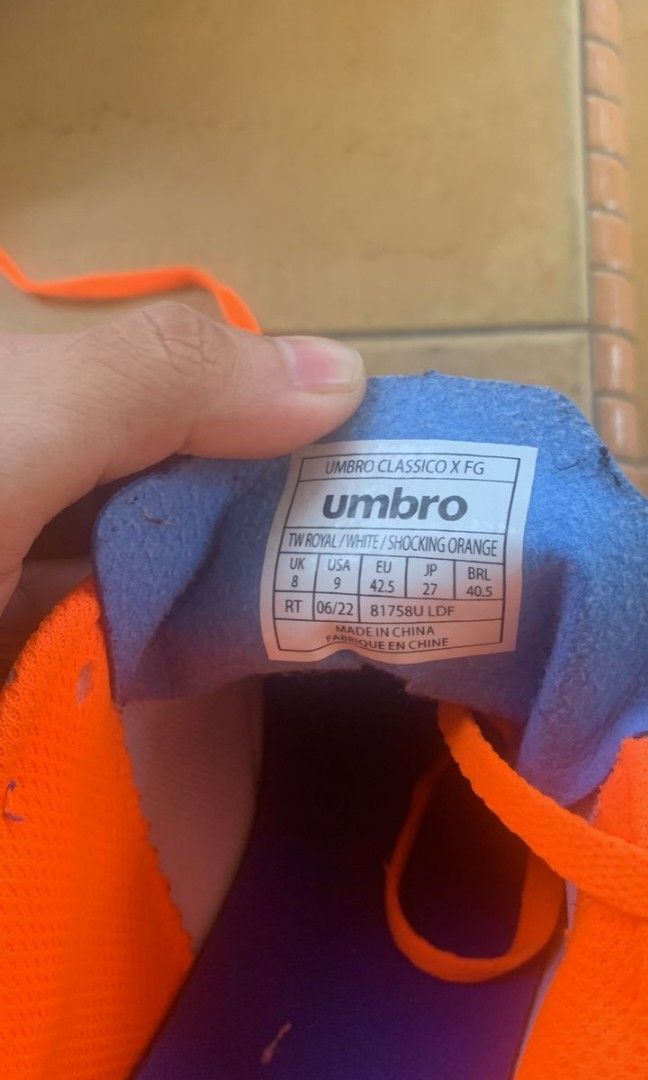 UMBRO CLASSICO X FG
umbro
TW ROYAL / WHITE / SHOCKING ORANGE
UK USA EU JP BRL
8 9 42.5 27 40.5
RT 06/22 81758U LDF
MADE IN CHINA
FABRIQUE EN CHINE